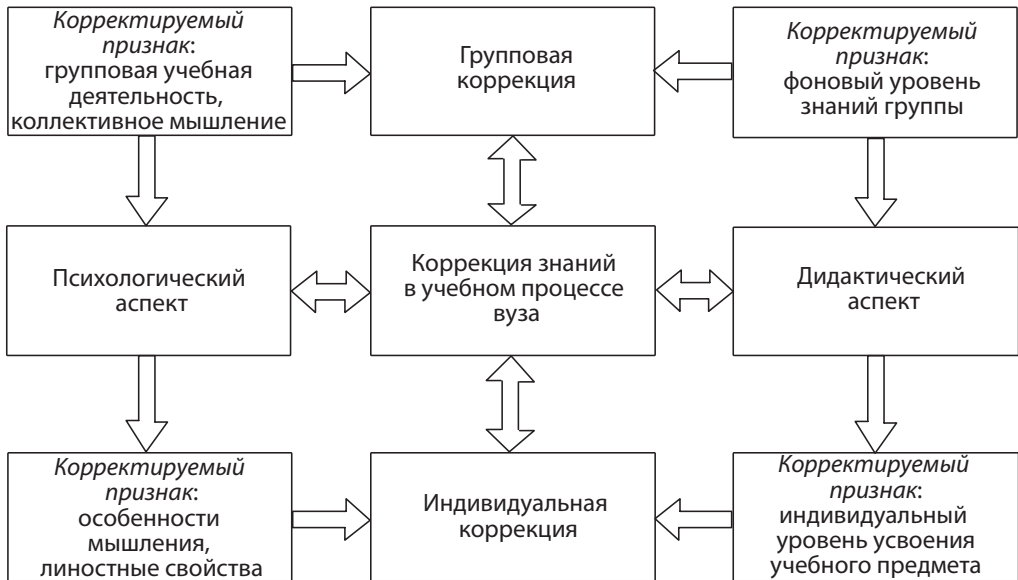 Корректируемый
признак:
групповая учебная
деятельность,
коллективное мышление
Групповая
коррекция
Корректируемый
признак:
фоновый уровень
знаний группы
Психологический
аспект
Коррекция знаний
в учебном процессе
вуза
Дидактический
аспект
Корректируемый
признак:
особенности
мышления,
линостные свойства
Индивидуальная
коррекция
Корректируемый
признак:
индивидуальный
уровень усвоения
учебного предмета